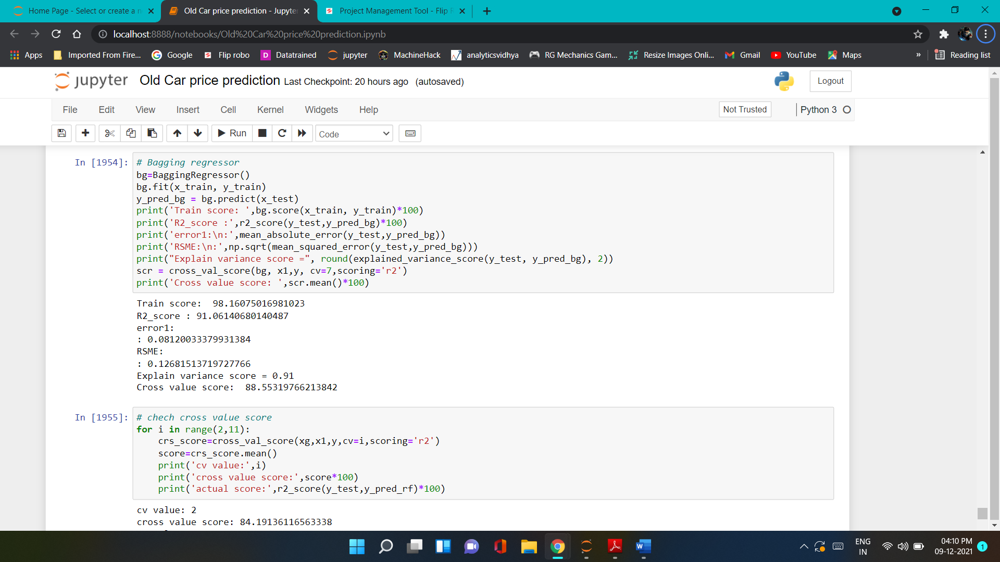 Home Page - Select or create a n
Old Car price prediction - Jupyte
Project Management Tool - Flip R
localhost:8888/notebooks/Old%20Car%20price%20prediction.ipynb
Apps
Imported From Fire...
Google
Flip robo
D
Datatrained
jupyter
MachineHack
analyticsvidhya
RG Mechanics Gam...
Resize Images Onli...
Gmail
YouTube
Maps
»
Reading list
jupyter Old Car price prediction Last Checkpoint: 20 hours ago (autosaved)
Logout
File Edit View Insert Cell Kernel Widgets Help
Not Trusted
Python 3
Run
Code
In [1954]:
# Bagging regressor
bg=BaggingRegressor()
bg.fit(x_train, y_train)
y_pred_bg = bg.predict(x_test)
print('Train score: ',bg.score(x_train, y_train)*100)
print('R2_score :',r2_score(y_test,y_pred_bg)*100)
print('error1:\n:',mean_absolute_error(y_test,y_pred_bg))
print('RSME:\n:',np.sqrt(mean_squared_error(y_test,y_pred_bg)))
print("Explain variance score =", round(explained_variance_score(y_test, y_pred_bg), 2))
scr = cross_val_score(bg, x1,y, cv=7,scoring='r2')
print('Cross value score: ',scr.mean()*100)
Train score:  98.16075016981023
R2_score : 91.06140680140487
error1:
: 0.08120033379931384
RSME:
: 0.12681513719727766
Explain variance score = 0.91
Cross value score:  88.55319766213842
In [1955]:
# chech cross value score
for i in range(2,11):
    crs_score=cross_val_score(xg,x1,y,cv=i,scoring='r2')
    score=crs_score.mean()
    print('cv value:',i)
    print('cross value score:',score*100)
    print('actual score:',r2_score(y_test,y_pred_rf)*100)
cv value: 2
cross value score: 84.19136116563338
ENG
IN
04:10 PM
09-12-2021
1